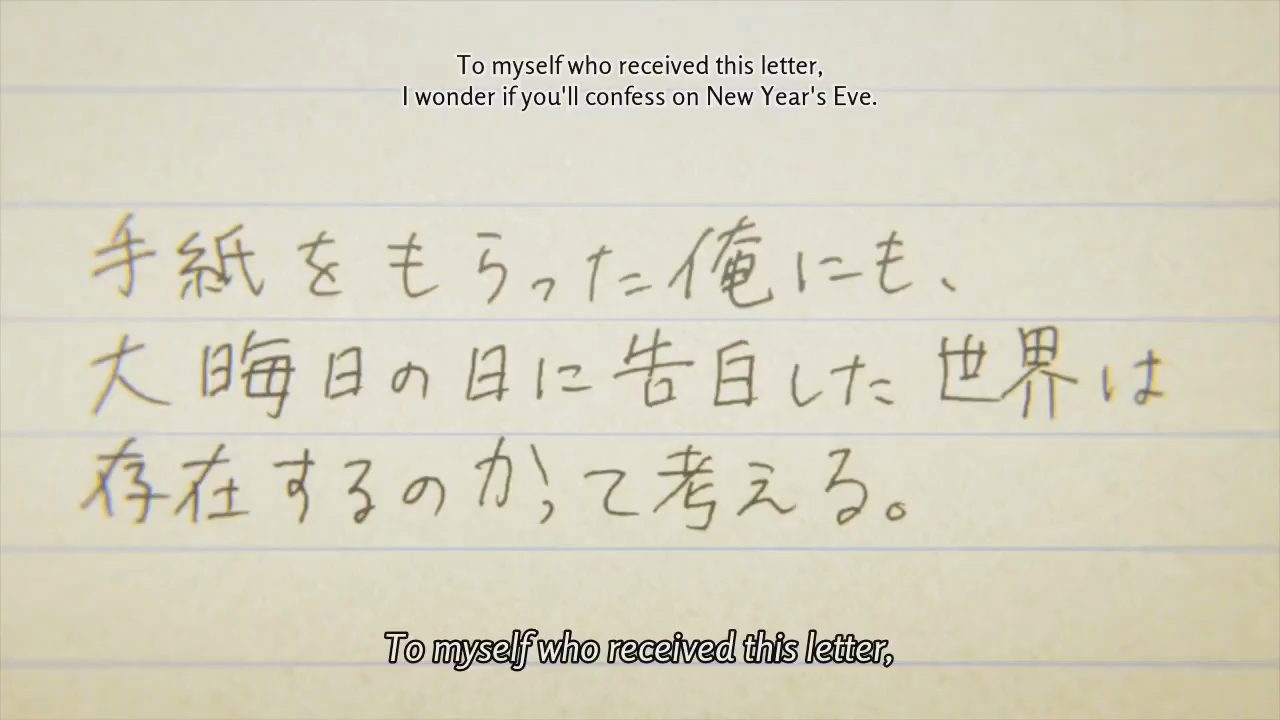 To myself who received this letter,
I wonder if you'll confess on New Year's Eve.
手紙をもらった俺にも、
大晦日の日に告白した世界は
存在するのかって考える。
To myself who received this letter,